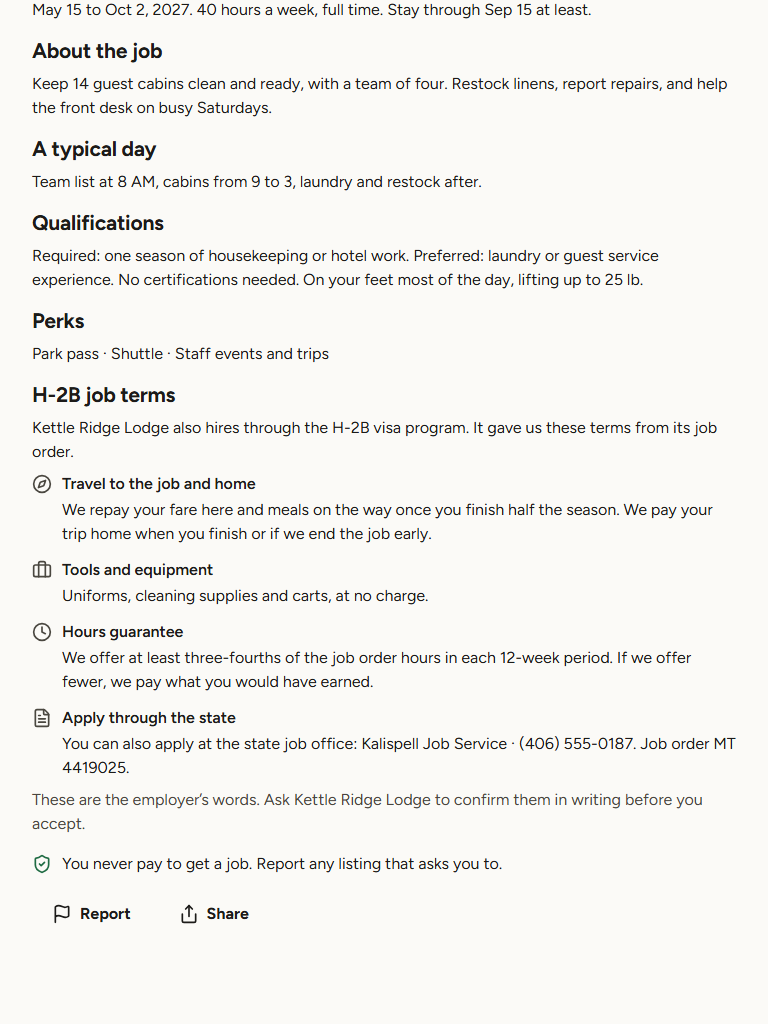 May 15 to Oct 2, 2027. 40 hours a week, full time. Stay through Sep 15 at least.
About the job
Keep 14 guest cabins clean and ready, with a team of four. Restock linens, report repairs, and help
the front desk on busy Saturdays.
A typical day
Team list at 8 AM, cabins from 9 to 3, laundry and restock after.
Qualifications
Required: one season of housekeeping or hotel work. Preferred: laundry or guest service
experience. No certifications needed. On your feet most of the day, lifting up to 25 lb.
Perks
Park pass · Shuttle · Staff events and trips
H-2B job terms
Kettle Ridge Lodge also hires through the H-2B visa program. It gave us these terms from its job
order.
Travel to the job and home
We repay your fare here and meals on the way once you finish half the season. We pay your
trip home when you finish or if we end the job early.
Tools and equipment
Uniforms, cleaning supplies and carts, at no charge.
Hours guarantee
We offer at least three-fourths of the job order hours in each 12-week period. If we offer
fewer, we pay what you would have earned.
Apply through the state
You can also apply at the state job office: Kalispell Job Service · (406) 555-0187. Job order MT
4419025.
These are the employer’s words. Ask Kettle Ridge Lodge to confirm them in writing before you
accept.
You never pay to get a job. Report any listing that asks you to.
Report Share